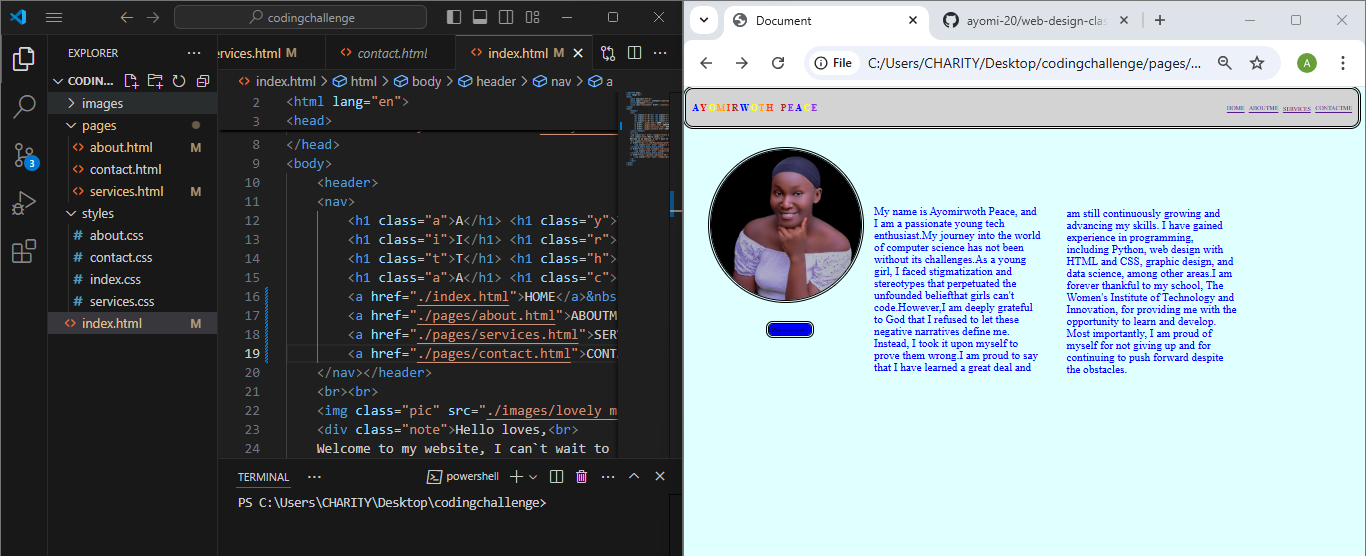 codingchallenge
EXPLORER
CODIN...
images
pages
about.html M
contact.html
services.html M
styles
about.css
contact.css
index.css
services.css
index.html M
3
ervices.html M
contact.html
index.html M
index.html > html > body > header > nav > a
2 <html lang="en">
3 <head>
8 </head>
9 <body>
10 <header>
11 <nav>
12 <h1 class="a">A</h1> <h1 class="y">
13 <h1 class="i">I</h1> <h1 class="r">
14 <h1 class="t">T</h1> <h1 class="h">
15 <h1 class="a">A</h1> <h1 class="c">
16 <a href="./index.html">HOME</a>&nbs
17 <a href="./pages/about.html">ABOUTM
18 <a href="./pages/services.html">SER
19 <a href="./pages/contact.html">CONT
20 </nav></header>
21 <br><br>
22 <img class="pic" src="./images/lovely m
23 <div class="note">Hello loves,<br>
24 Welcome to my website, I can`t wait to
TERMINAL
powershell
PS C:\Users\CHARITY\Desktop\codingchallenge>
Document
ayomi-20/web-design-clas
File
C:/Users/CHARITY/Desktop/codingchallenge/pages/...
A
AYOMIRWOTH PEACE
HOME ABOUTME SERVICES CONTACTME
My name is Ayomirwoth Peace, and
I am a passionate young tech
enthusiast.My journey into the world
of computer science has not been
without its challenges.As a young
girl, I faced stigmatization and
stereotypes that perpetuated the
unfounded beliefthat girls can't
code.However,I am deeply grateful
to God that I refused to let these
negative narratives define me.
Instead, I took it upon myself to
prove them wrong.I am proud to say
that I have learned a great deal and
am still continuously growing and
advancing my skills. I have gained
experience in programming,
including Python, web design with
HTML and CSS, graphic design, and
data science, among other areas.I am
forever thankful to my school, The
Women's Institute of Technology and
Innovation, for providing me with the
opportunity to learn and develop.
Most importantly, I am proud of
myself for not giving up and for
continuing to push forward despite
the obstacles.